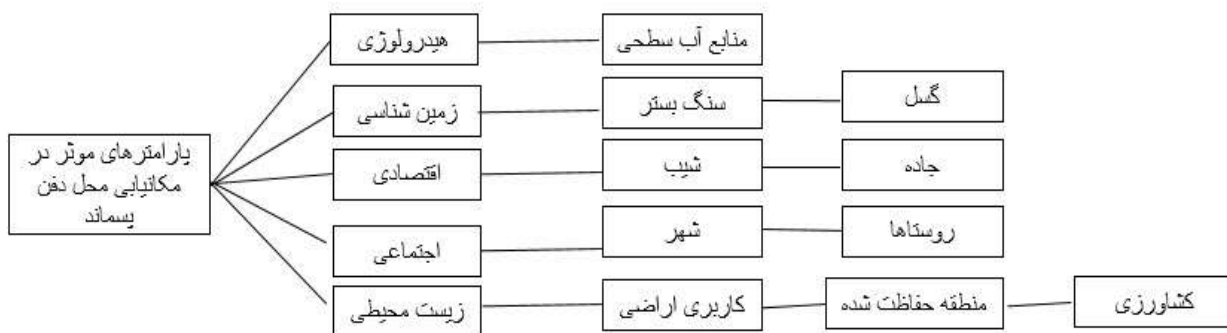 پارامترهای موثر در
مکانیابی محل دفن
پسماند
هیدرولوژی
منابع آب سطحی
زمین شناسی
سنگ بستر
گسل
اقتصادی
شیب
جاده
اجتماعی
شهر
روستاها
زیست محیطی
کاربری اراضی
منطقه حفاظت شده
کشاورزی